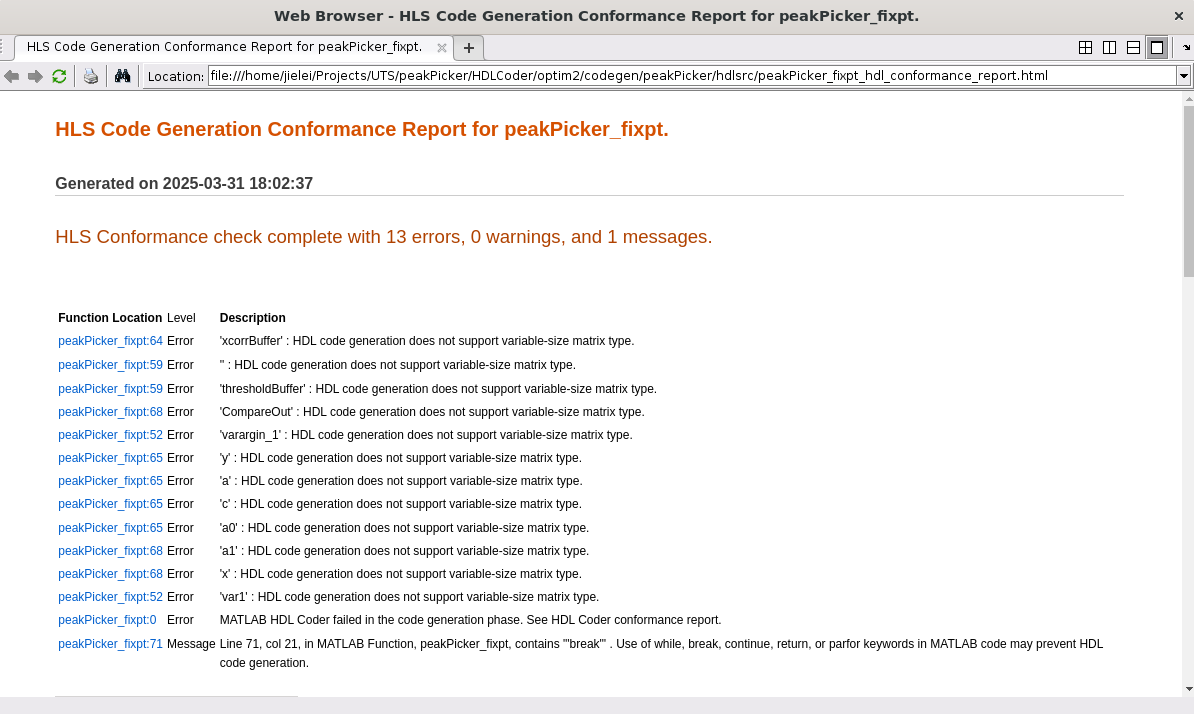 Web Browser - HLS Code Generation Conformance Report for peakPicker_fixpt.
HLS Code Generation Conformance Report for peakPicker_fixpt.
Location: file:///home/jielei/Projects/UTS/peakPicker/HDLCoder/optim2/codegen/peakPicker/hdlsrc/peakPicker_fixpt_hdl_conformance_report.html
HLS Code Generation Conformance Report for peakPicker_fixpt.
Generated on 2025-03-31 18:02:37
HLS Conformance check complete with 13 errors, 0 warnings, and 1 messages.
Function Location Level Description
peakPicker_fixpt:64 Error 'xcorrBuffer' : HDL code generation does not support variable-size matrix type.
peakPicker_fixpt:59 Error '' : HDL code generation does not support variable-size matrix type.
peakPicker_fixpt:59 Error 'thresholdBuffer' : HDL code generation does not support variable-size matrix type.
peakPicker_fixpt:68 Error 'CompareOut' : HDL code generation does not support variable-size matrix type.
peakPicker_fixpt:52 Error 'varargin_1' : HDL code generation does not support variable-size matrix type.
peakPicker_fixpt:65 Error 'y' : HDL code generation does not support variable-size matrix type.
peakPicker_fixpt:65 Error 'a' : HDL code generation does not support variable-size matrix type.
peakPicker_fixpt:65 Error 'c' : HDL code generation does not support variable-size matrix type.
peakPicker_fixpt:65 Error 'a0' : HDL code generation does not support variable-size matrix type.
peakPicker_fixpt:68 Error 'a1' : HDL code generation does not support variable-size matrix type.
peakPicker_fixpt:68 Error 'x' : HDL code generation does not support variable-size matrix type.
peakPicker_fixpt:52 Error 'var1' : HDL code generation does not support variable-size matrix type.
peakPicker_fixpt:0 Error MATLAB HDL Coder failed in the code generation phase. See HDL Coder conformance report.
peakPicker_fixpt:71 Message Line 71, col 21, in MATLAB Function, peakPicker_fixpt, contains '"break"' . Use of while, break, continue, return, or parfor keywords in MATLAB code may prevent HDL
code generation.